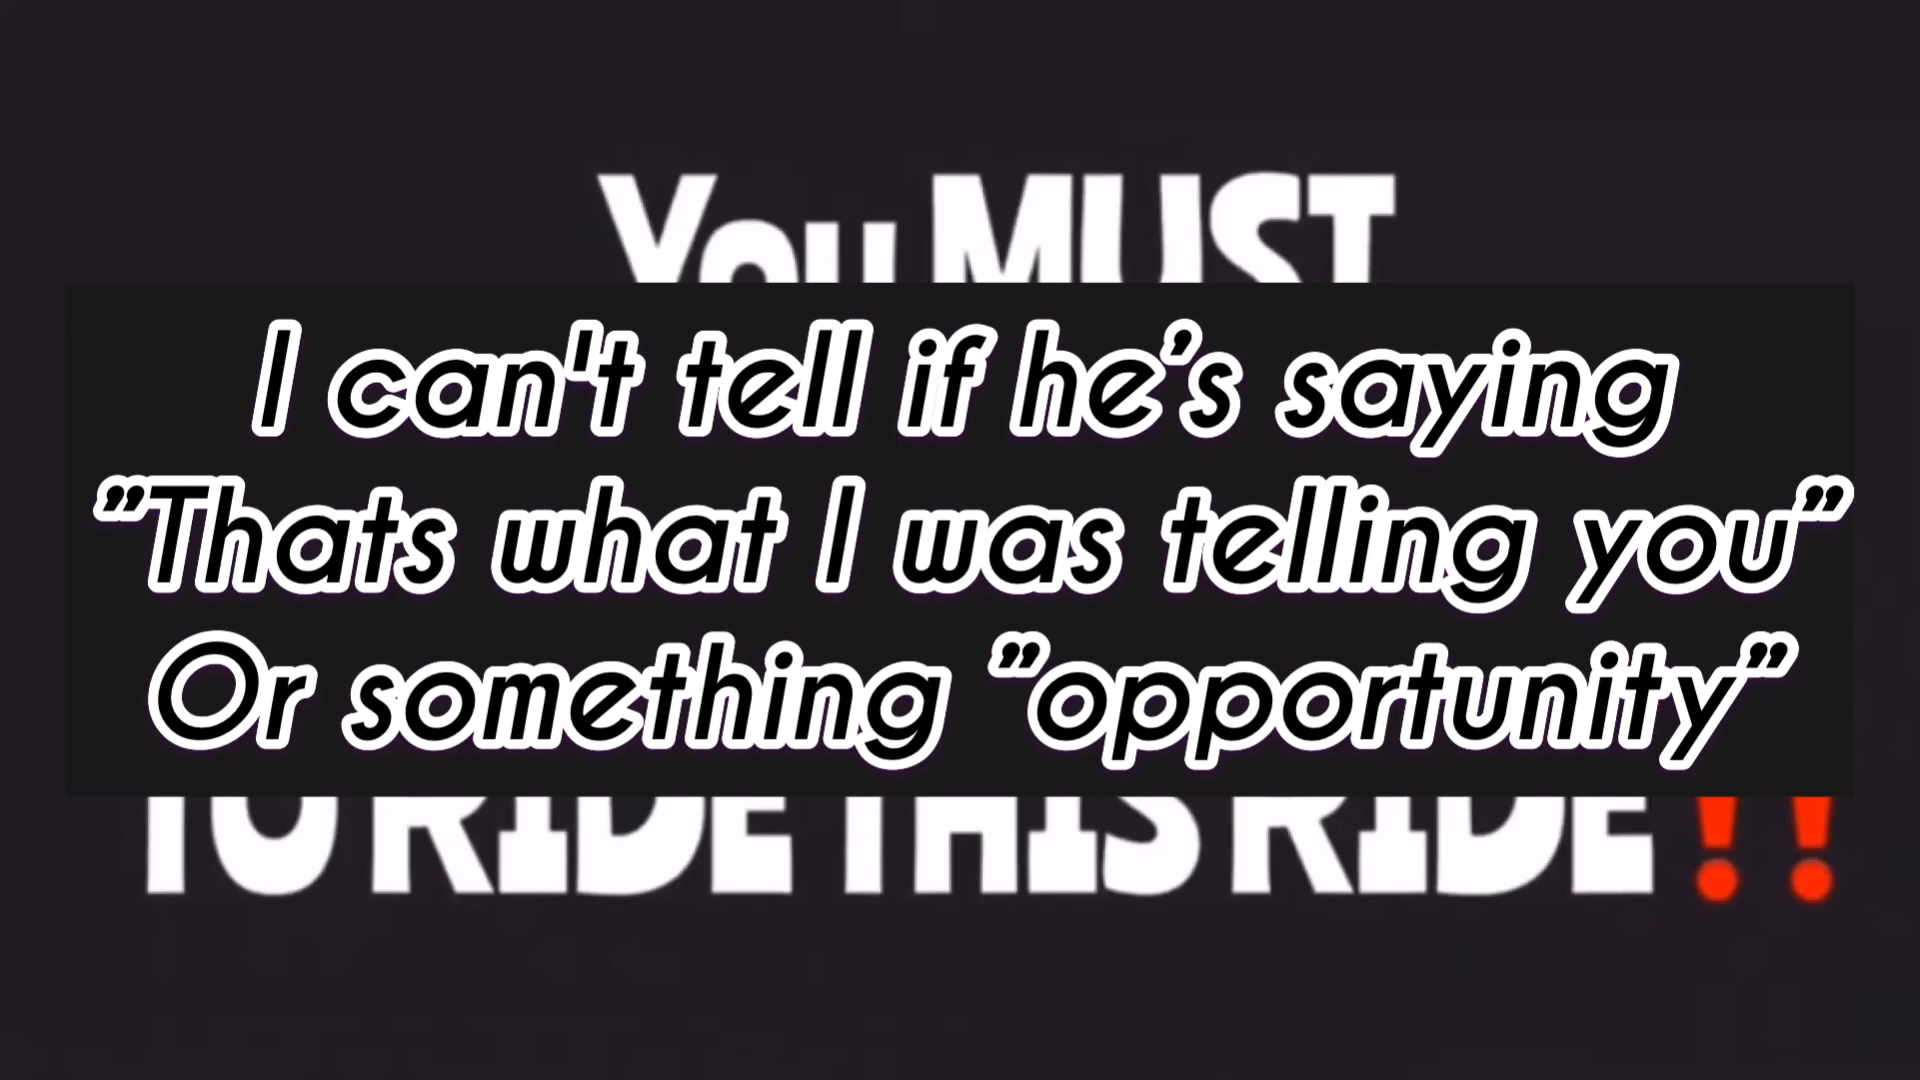 You MUST
I can't tell if he's saying
"Thats what I was telling you"
Or something "opportunity"
TO RIDE THIS RIDE!!